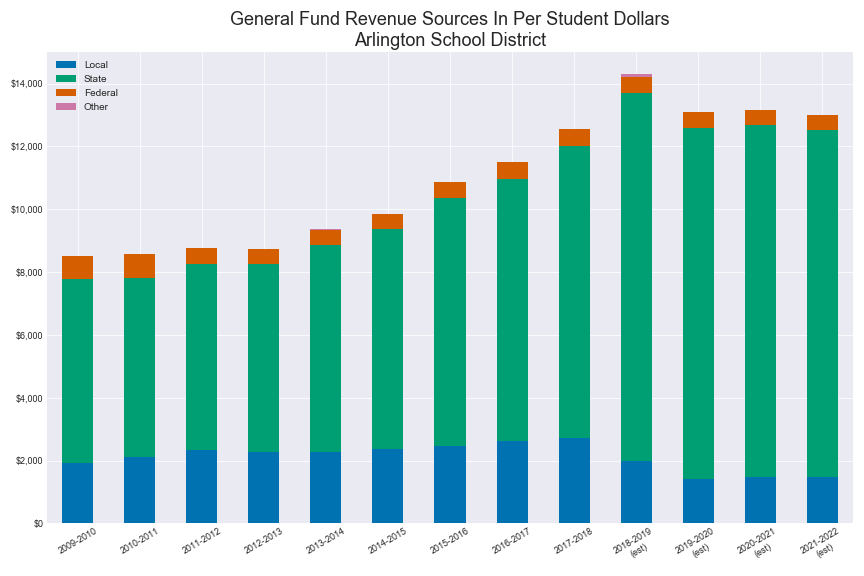 General Fund Revenue Sources In Per Student Dollars
Arlington School District
Local
State
Federal
Other
$14,000
$12,000
$10,000
$8,000
$6,000
$4,000
$2,000
$0
2009-2010
2010-2011
2011-2012
2012-2013
2013-2014
2014-2015
2015-2016
2016-2017
2017-2018
2018-2019
(est)
2019-2020
(est)
2020-2021
(est)
2021-2022
(est)